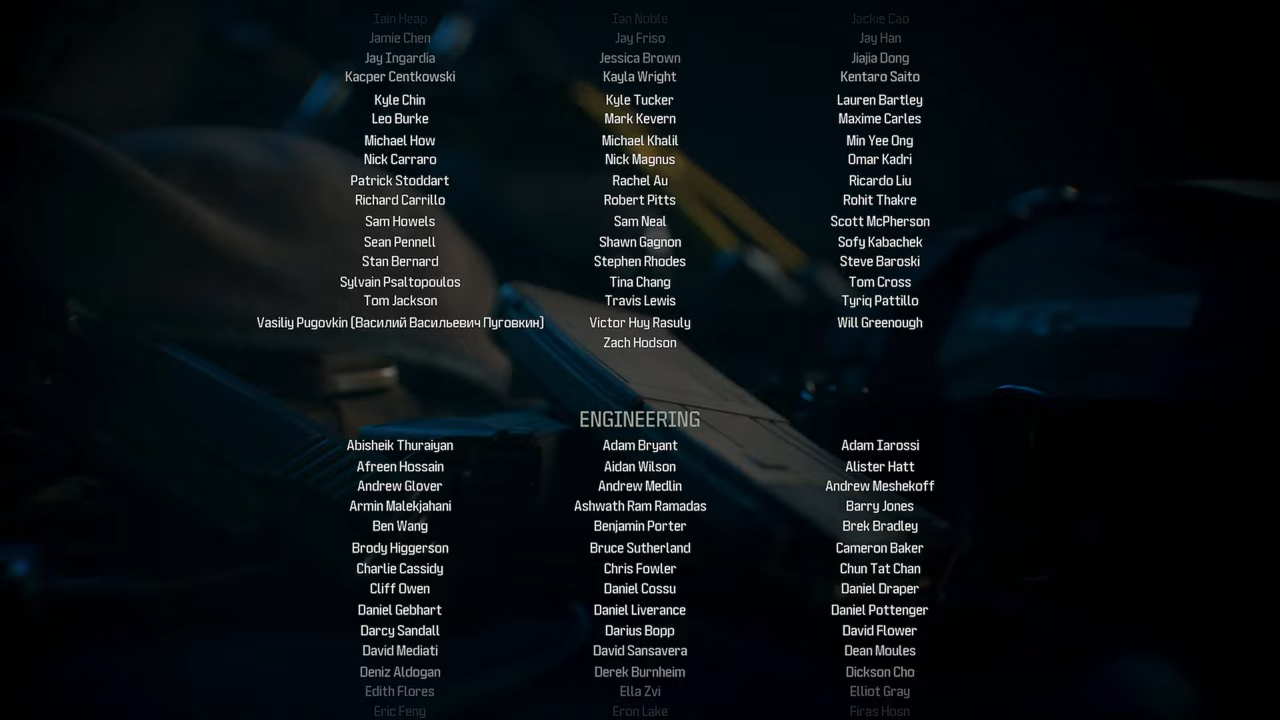 Iain Heap Ian Noble Jackie Cao
Jamie Chen Jay Friso Jay Han
Jay Ingardia Jessica Brown Jiajia Dong
Kacper Centkowski Kayla Wright Kentaro Saito
Kyle Chin Kyle Tucker Lauren Bartley
Leo Burke Mark Kevern Maxime Carles
Michael How Michael Khalil Min Yee Ong
Nick Carraro Nick Magnus Omar Kadri
Patrick Stoddart Rachel Au Ricardo Liu
Richard Carrillo Robert Pitts Rohit Thakre
Sam Howels Sam Neal Scott McPherson
Sean Pennell Shawn Gagnon Sofy Kabachek
Stan Bernard Stephen Rhodes Steve Baroski
Sylvain Psaltopoulos Tina Chang Tom Cross
Tom Jackson Travis Lewis Tyriq Pattillo
Vasiliy Pugovkin (Василий Васильевич Пуговкин) Victor Huy Rasuly Will Greenough
Zach Hodson
ENGINEERING
Abisheik Thuraiyan Adam Bryant Adam Iarossi
Afreen Hossain Aidan Wilson Alister Hatt
Andrew Glover Andrew Medlin Andrew Meshekoff
Armin Malekjahani Ashwath Ram Ramadas Barry Jones
Ben Wang Benjamin Porter Brek Bradley
Brody Higgerson Bruce Sutherland Cameron Baker
Charlie Cassidy Chris Fowler Chun Tat Chan
Cliff Owen Daniel Cossu Daniel Draper
Daniel Gebhart Daniel Liverance Daniel Pottenger
Darcy Sandall Darius Bopp David Flower
David Mediati David Sansavera Dean Moules
Deniz Aldogan Derek Burnheim Dickson Cho
Edith Flores Ella Zvi Elliot Gray
Eric Feng Eron Lake Firas Hosn